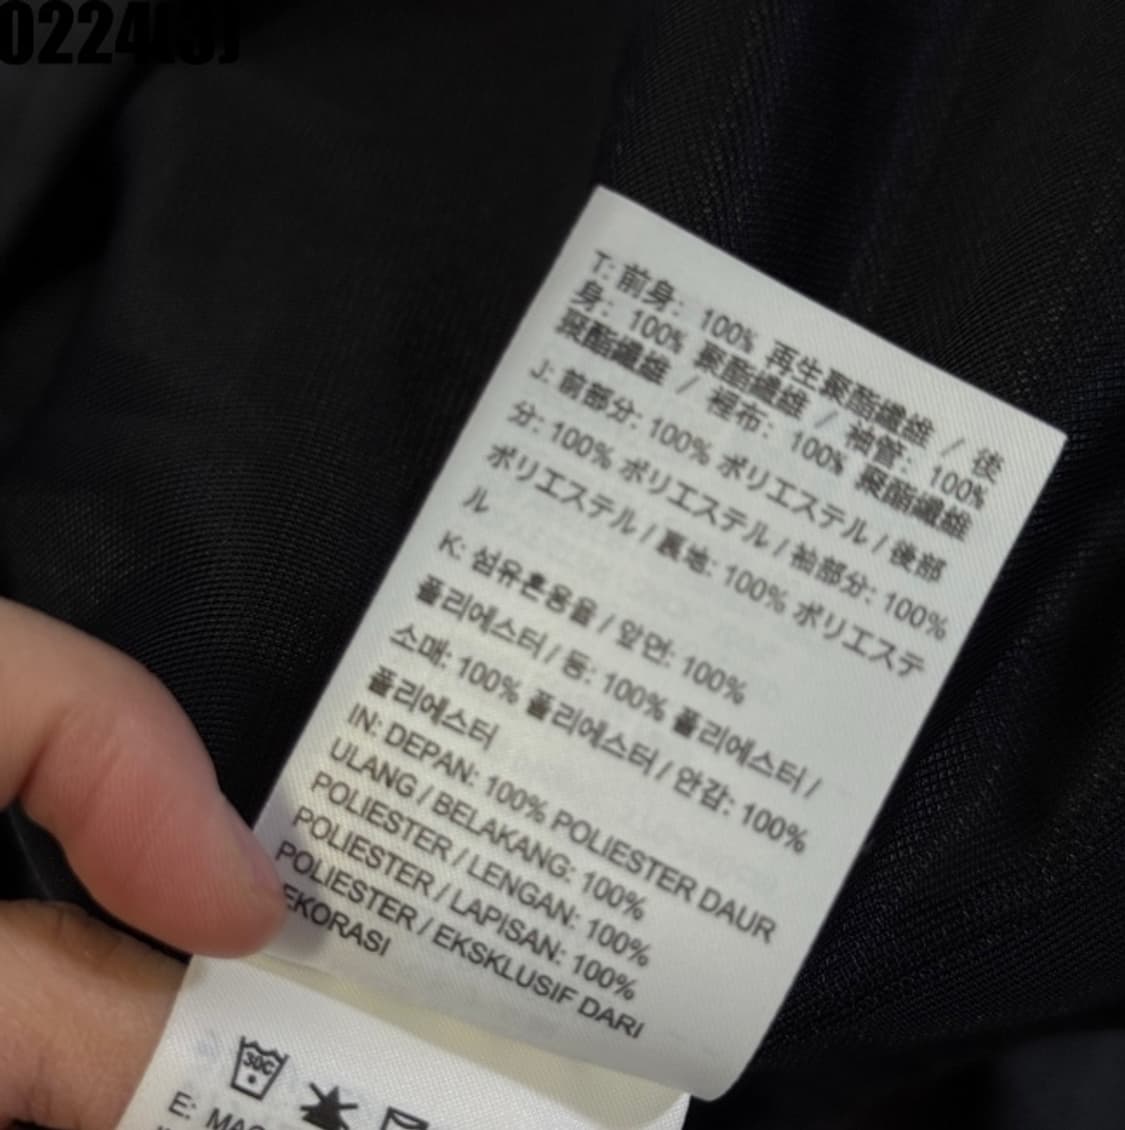 0224(3)
T: 前身: 100% 再生聚酯纖維 / 後
身: 100% 聚酯纖維 / 袖管: 100%
聚酯纖維 / 裡布: 100% 聚酯纖維
J: 前部分: 100% ポリエステル / 後部
分: 100% ポリエステル / 袖部分: 100%
ポリエステル / 裏地: 100% ポリエステ
ル
K: 섬유혼용율 / 앞면: 100%
폴리에스터 / 등: 100% 폴리에스터 /
소매: 100% 폴리에스터 / 안감: 100%
폴리에스터
IN: DEPAN: 100% POLIESTER DAUR
ULANG / BELAKANG: 100%
POLIESTER / LENGAN: 100%
POLIESTER / LAPISAN: 100%
POLIESTER / EKSKLUSIF DARI
EKORASI
30C
E: